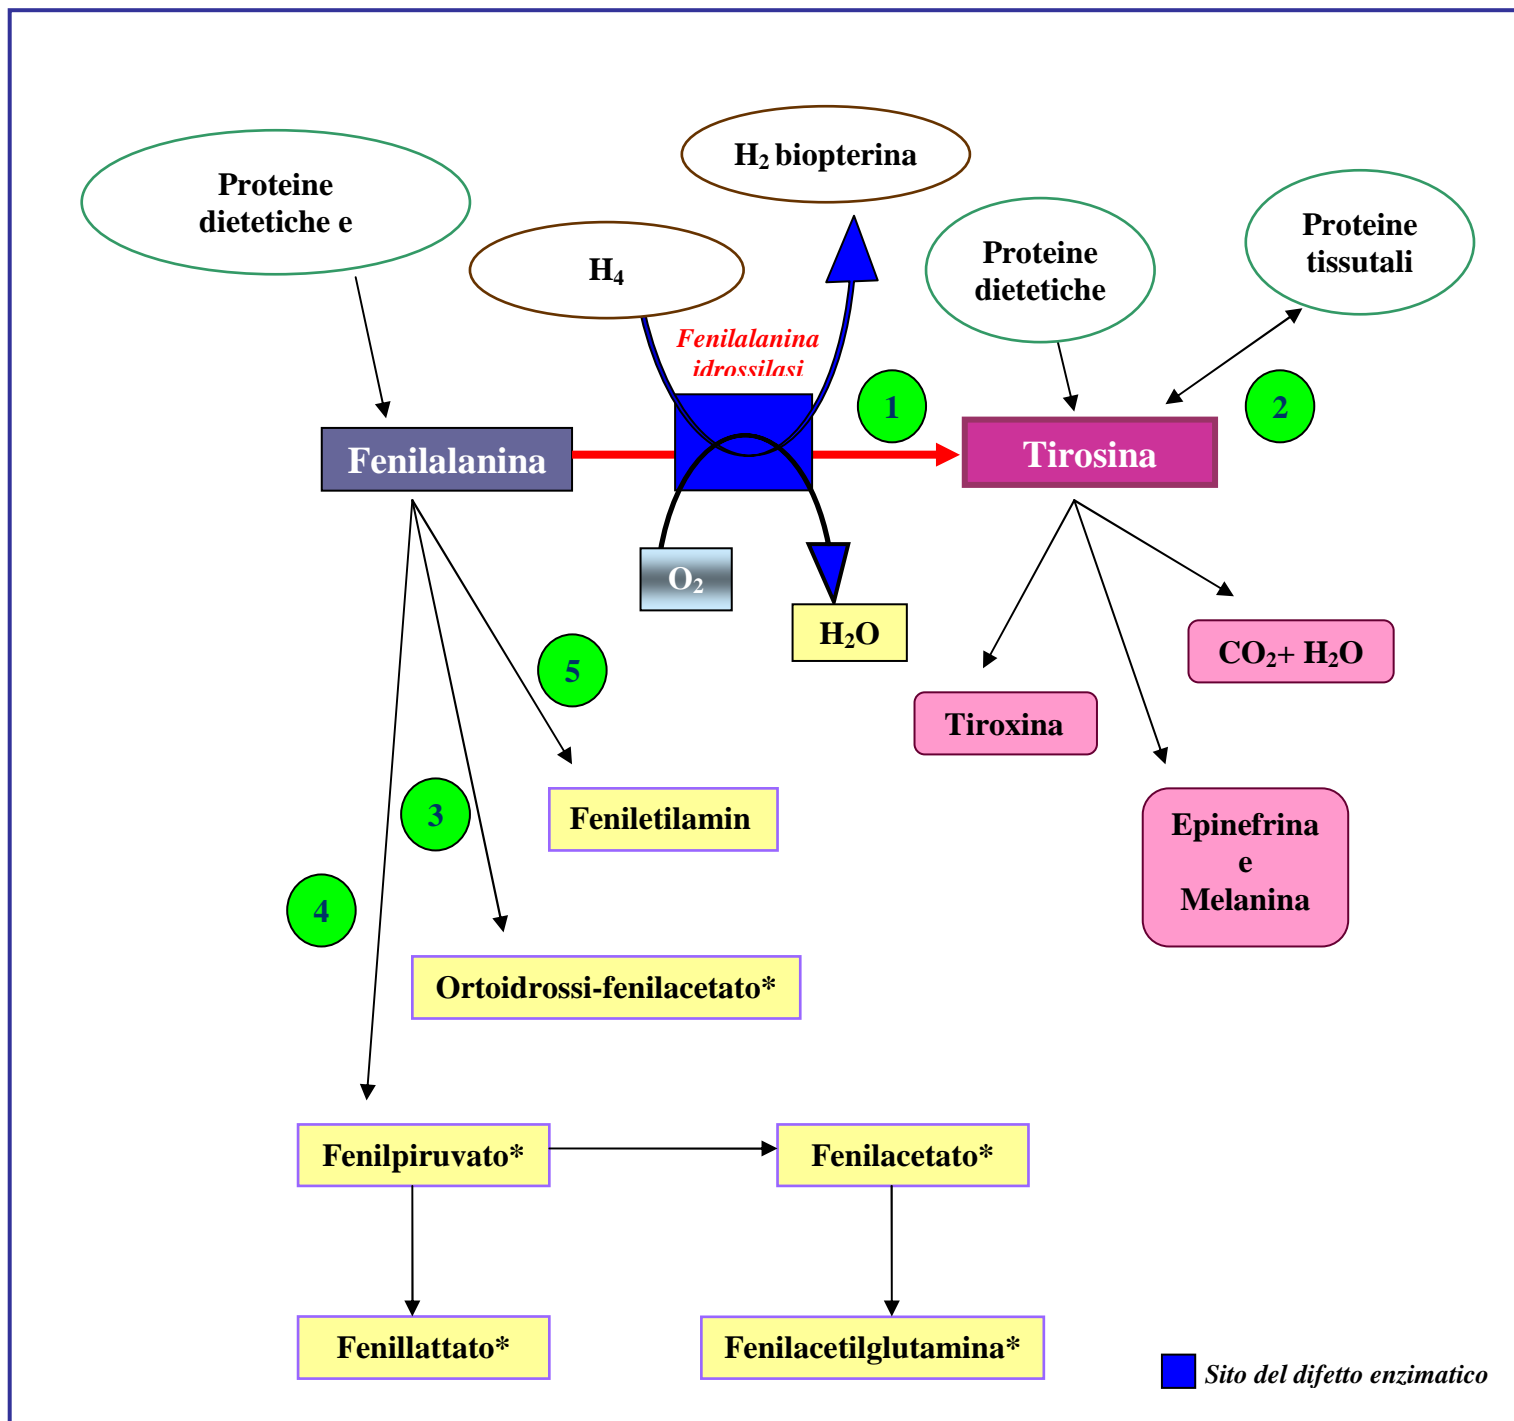 Proteine
dietetiche e
H₂ biopterina
H₄
Proteine
dietetiche
Proteine
tissutali
Fenilalanina
idrossilasi
1
2
Fenilalanina
Tirosina
O₂
H₂O
5
CO₂+ H₂O
Tiroxina
3
Feniletilamin
Epinefrina
e
Melanina
4
Ortoidrossi-fenilacetato*
Fenilpiruvato*
Fenilacetato*
Fenillattato*
Fenilacetilglutamina*
Sito del difetto enzimatico